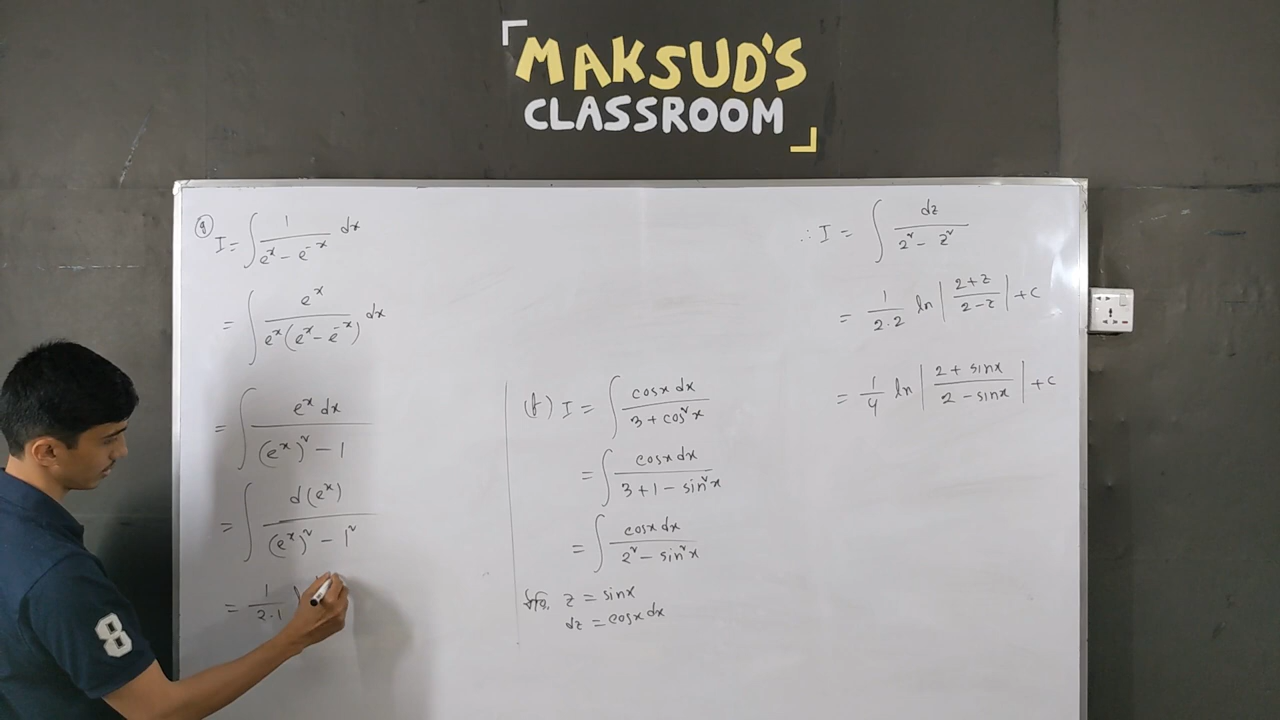 MAKSUD'S
CLASSROOM
(9) I = ∫ 1/(eˣ - e⁻ˣ) dx
= ∫ eˣ/(eˣ(eˣ - e⁻ˣ)) dx
= ∫ eˣ dx/((eˣ)² - 1)
= ∫ d(eˣ)/((eˣ)² - 1²)
= 1/(2·1)
(f) I = ∫ cosx dx/(3 + cos²x)
= ∫ cosx dx/(3 + 1 - sin²x)
= ∫ cosx dx/(2² - sin²x)
ধরি, z = sinx
dz = cosx dx
∴ I = ∫ dz/(2² - z²)
= 1/(2·2) ln |(2+z)/(2-z)| + c
= 1/4 ln |(2 + sinx)/(2 - sinx)| + c
8